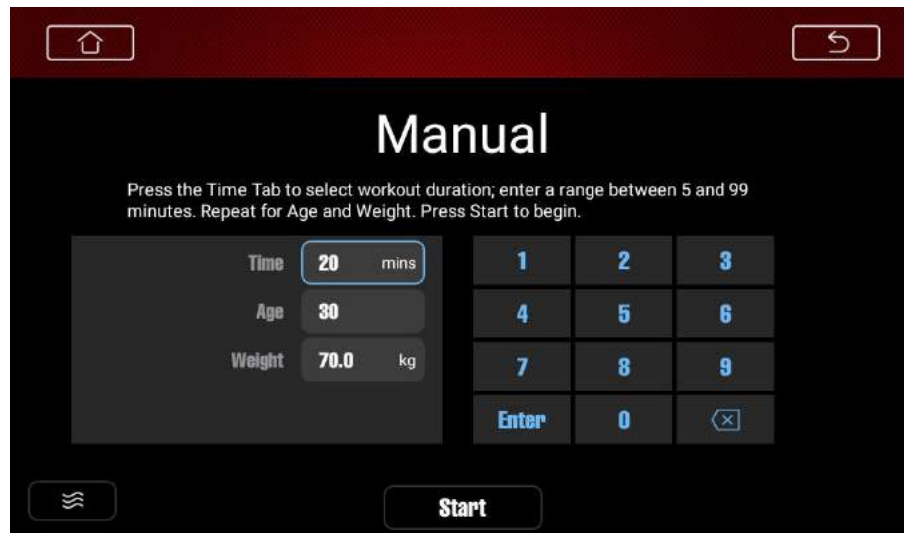 Manual
Press the Time Tab to select workout duration; enter a range between 5 and 99
minutes. Repeat for Age and Weight. Press Start to begin.
Time 20 mins
Age 30
Weight 70.0 kg
1 2 3
4 5 6
7 8 9
Enter 0
Start